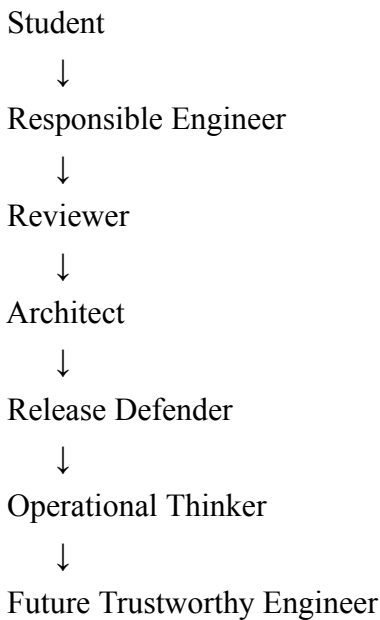 Student
↓
Responsible Engineer
↓
Reviewer
↓
Architect
↓
Release Defender
↓
Operational Thinker
↓
Future Trustworthy Engineer